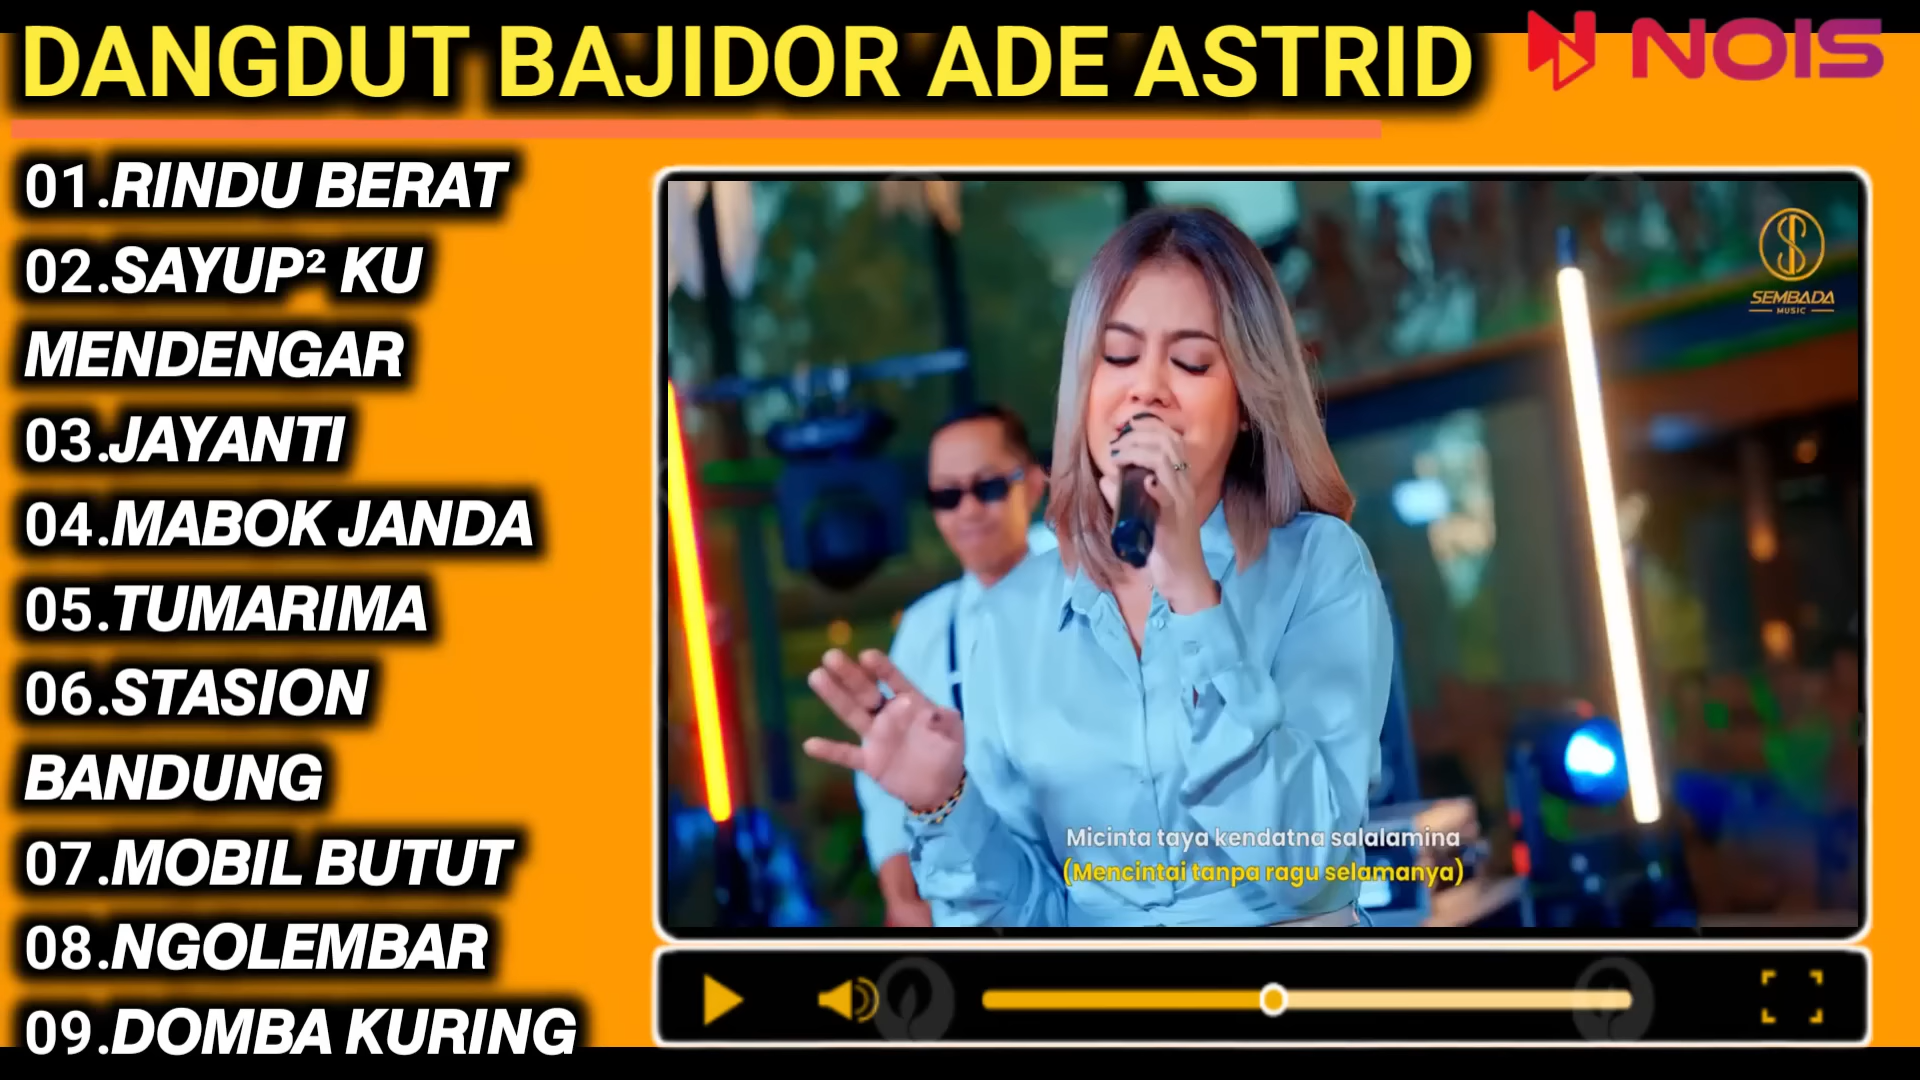 DANGDUT BAJIDOR ADE ASTRID
NOIS
01.RINDU BERAT
02.SAYUP² KU
MENDENGAR
03.JAYANTI
04.MABOK JANDA
05.TUMARIMA
06.STASION
BANDUNG
07.MOBIL BUTUT
08.NGOLEMBAR
09.DOMBA KURING
SEMBADA
MUSIC
Micinta taya kendatna salalamina
(Mencintai tanpa ragu selamanya)